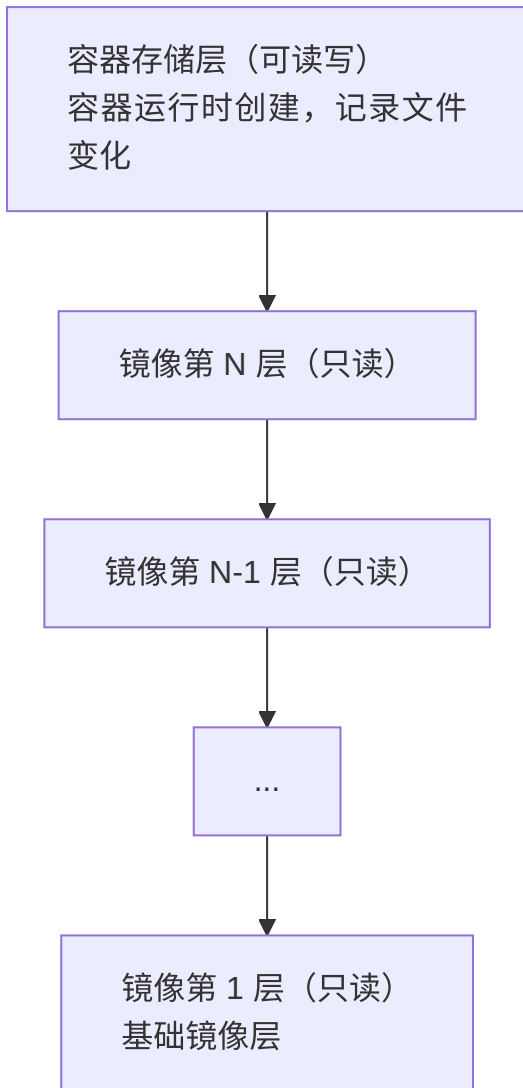 容器存储层（可读写）
容器运行时创建，记录文件
变化
镜像第 N 层（只读）
镜像第 N-1 层（只读）
...
镜像第 1 层（只读）
基础镜像层